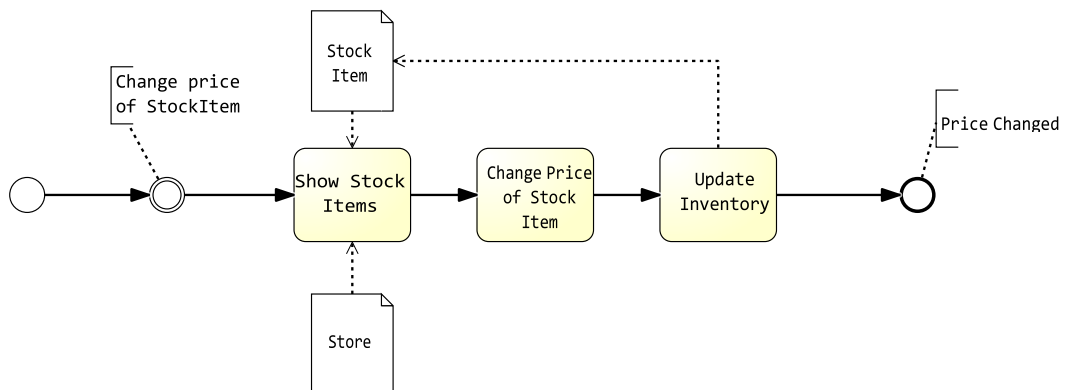 Stock
Item
Change price
of StockItem
Price Changed
Show Stock
Items
Change Price
of Stock
Item
Update
Inventory
Store